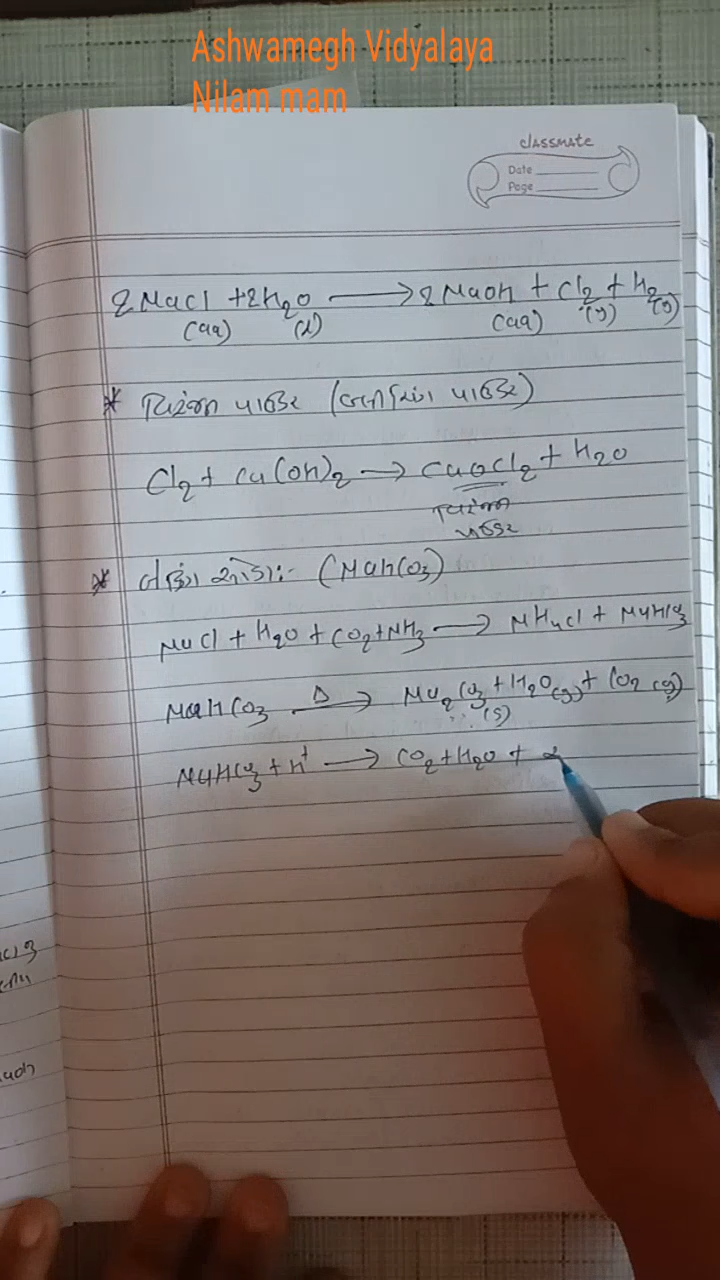 Ashwamegh Vidyalaya
Nilam mam
classmate
Date
Page
2NaCl + 2H2O ⟶ 2NaOH + Cl2 + H2
(aq) (l) (aq) (g) (g)
* વિરંજન પાઉડર (બ્લીચિંગ પાઉડર)
Cl2 + Ca(OH)2 ⟶ CaOCl2 + H2O
વિરંજન
પાઉડર
* બેકિંગ સોડા:- (NaHCO3)
NaCl + H2O + CO2 + NH3 ⟶ NH4Cl + NaHCO3
NaHCO3 Δ⟶ Na2CO3 + H2O(g) + CO2(g)
(s)
NaHCO3 + H+ ⟶ CO2 + H2O +